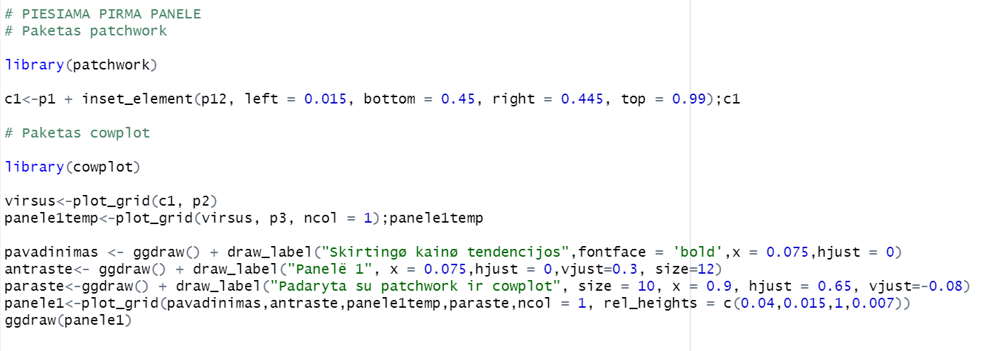 # PIESIAMA PIRMA PANELE
# Paketas patchwork
library(patchwork)
c1<-p1 + inset_element(p12, left = 0.015, bottom = 0.45, right = 0.445, top = 0.99);c1
# Paketas cowplot
library(cowplot)
virsus<-plot_grid(c1, p2)
panele1temp<-plot_grid(virsus, p3, ncol = 1);panele1temp
pavadinimas <- ggdraw() + draw_label("Skirtingø kainø tendencijos",fontface = 'bold',x = 0.075,hjust = 0)
antraste<- ggdraw() + draw_label("Panelë 1", x = 0.075,hjust = 0,vjust=0.3, size=12)
paraste<-ggdraw() + draw_label("Padaryta su patchwork ir cowplot", size = 10, x = 0.9, hjust = 0.65, vjust=-0.08)
panele1<-plot_grid(pavadinimas,antraste,panele1temp,paraste,ncol = 1, rel_heights = c(0.04,0.015,1,0.007))
ggdraw(panele1)